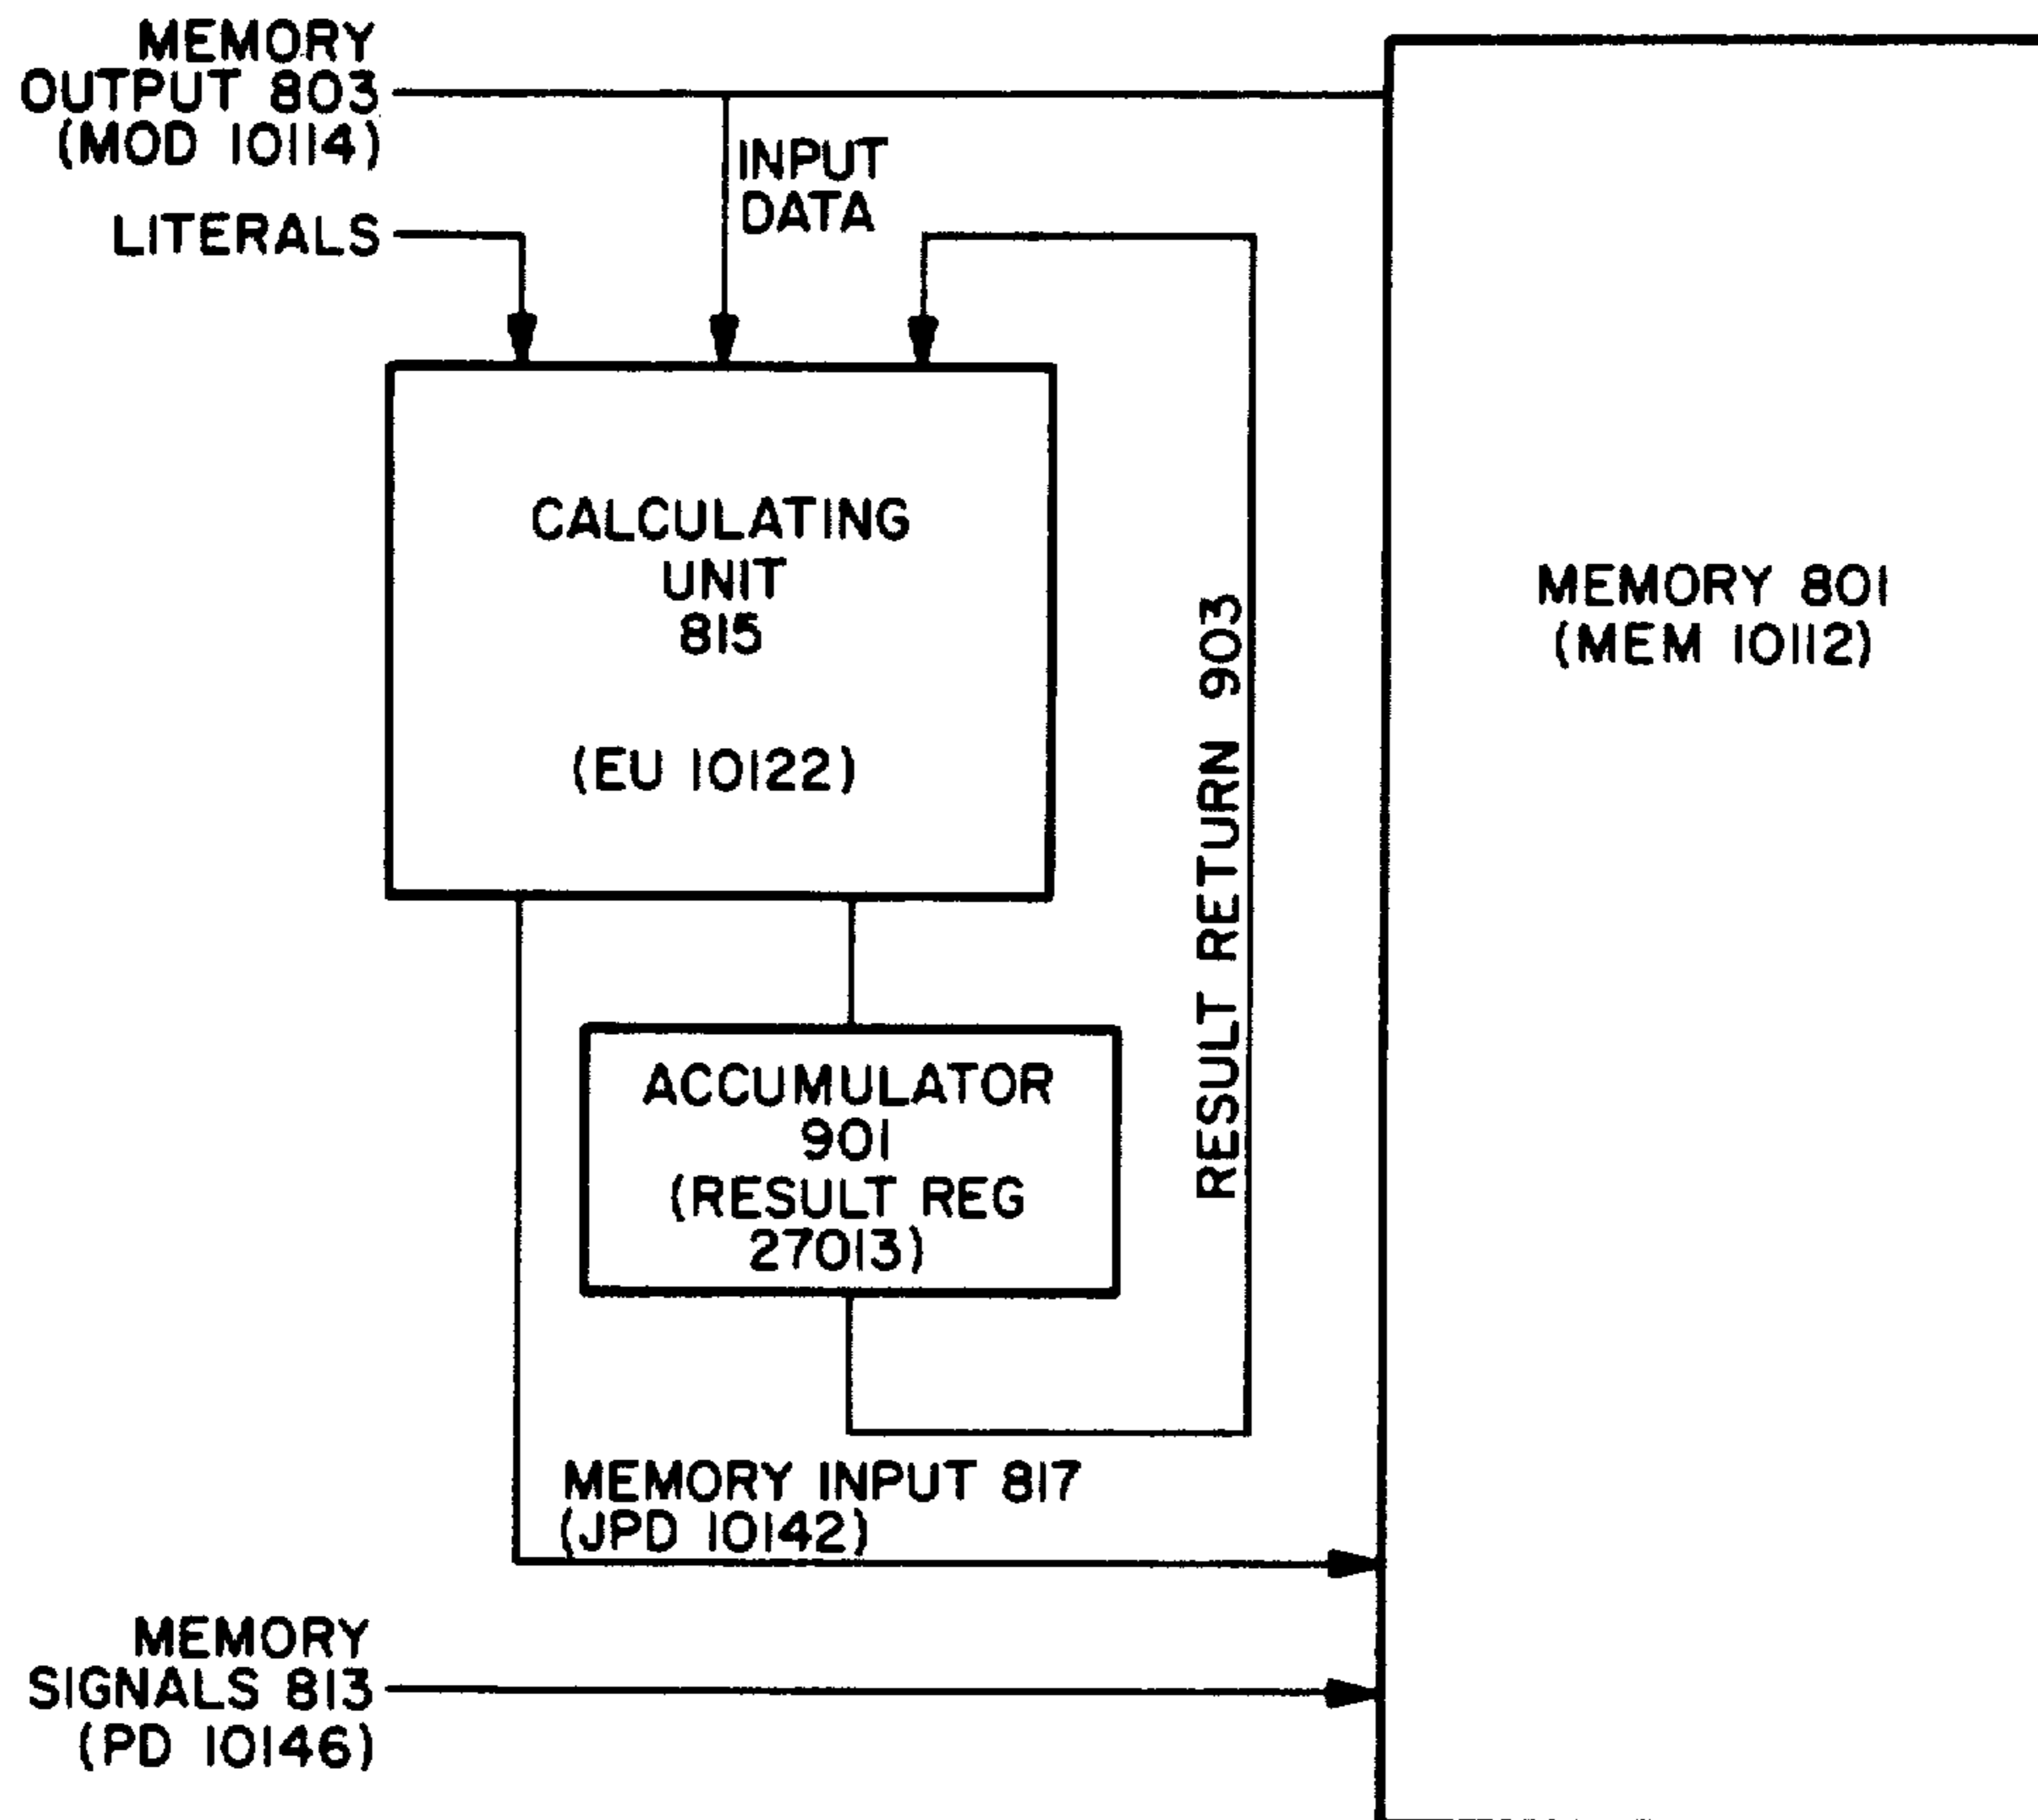 MEMORY
OUTPUT 803
(MOD 10114)
INPUT
DATA
LITERALS
CALCULATING
UNIT
815
(EU 10122)
RESULT RETURN 903
MEMORY 801
(MEM 10112)
ACCUMULATOR
901
(RESULT REG
27013)
MEMORY INPUT 817
(JPD 10142)
MEMORY
SIGNALS 813
(PD 10146)